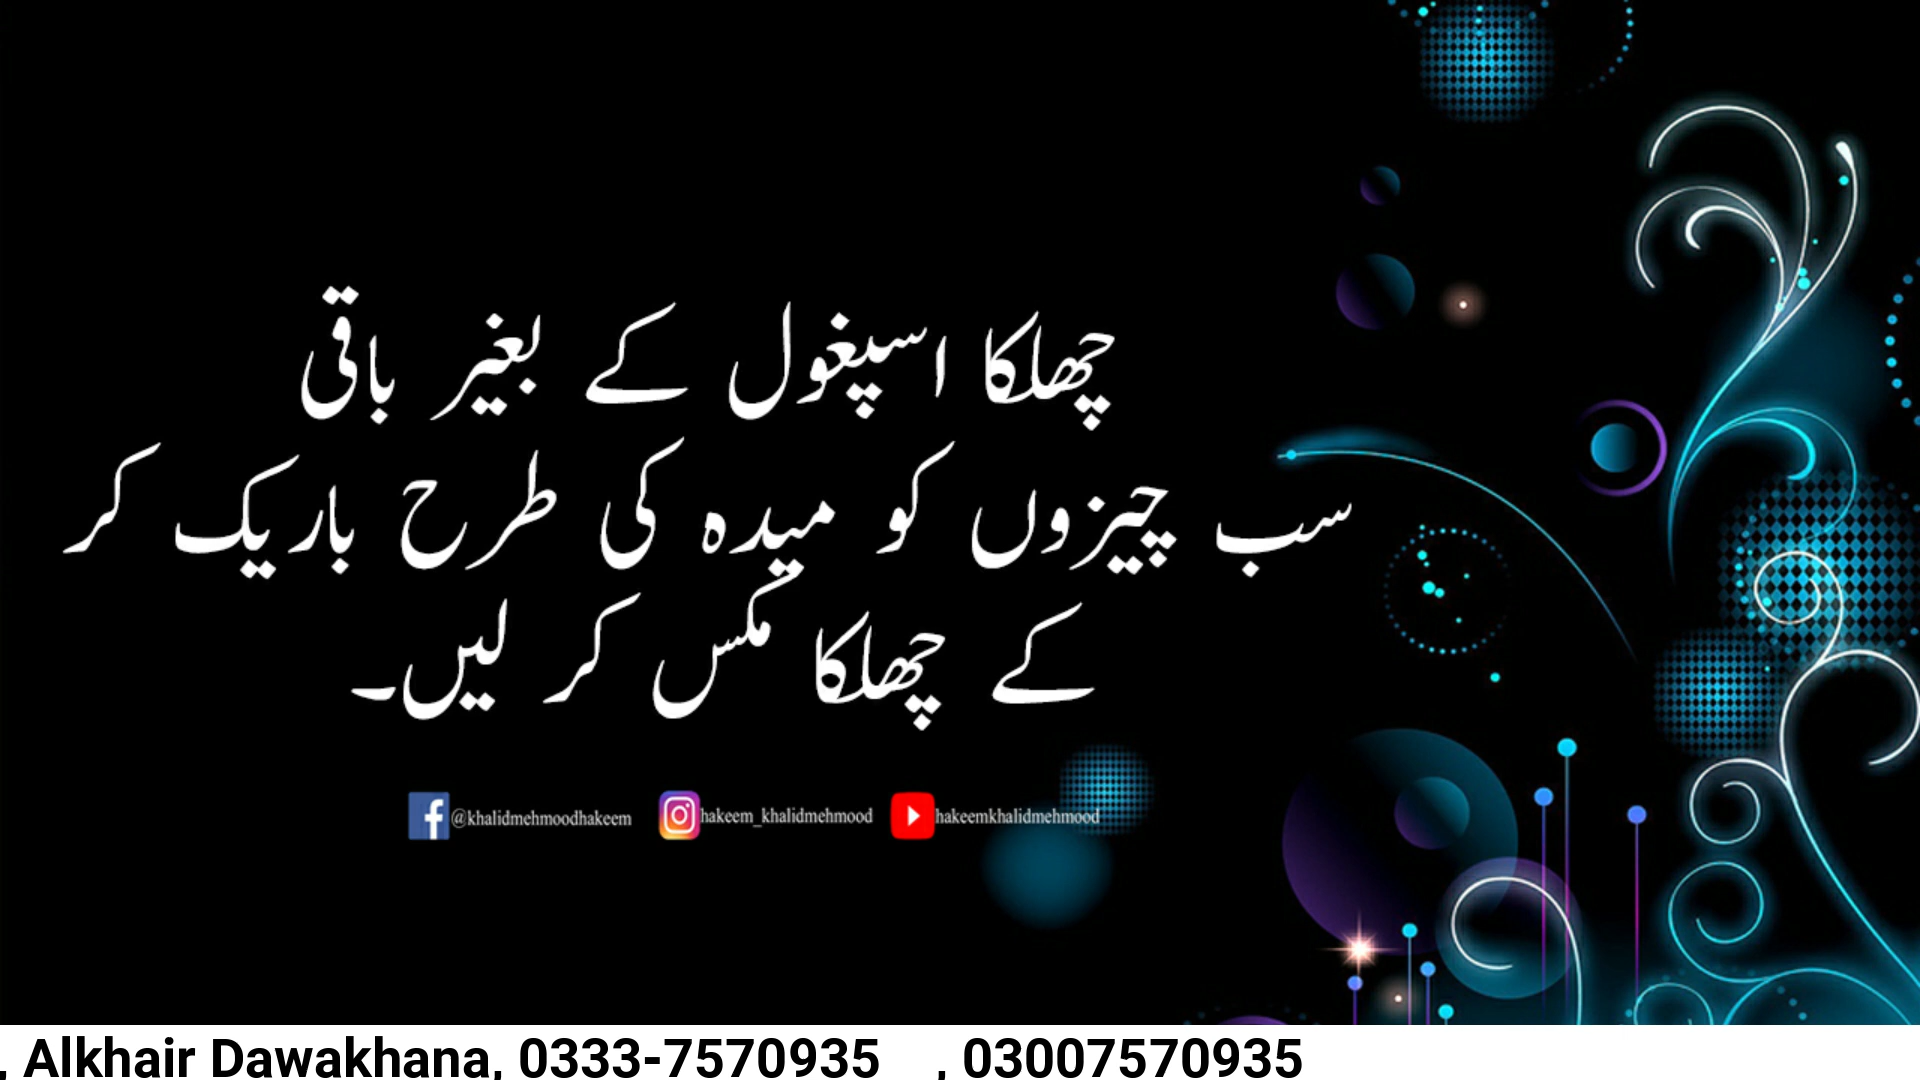 چھلکا اسپغول کے بغیر باقی
سب چیزوں کو میدہ کی طرح باریک کر
کے چھلکا مکس کر لیں۔
@khalidmehmoodhakeem hakeem_khalidmehmood hakeemkhalidmehmood
, Alkhair Dawakhana, 0333-7570935 , 03007570935